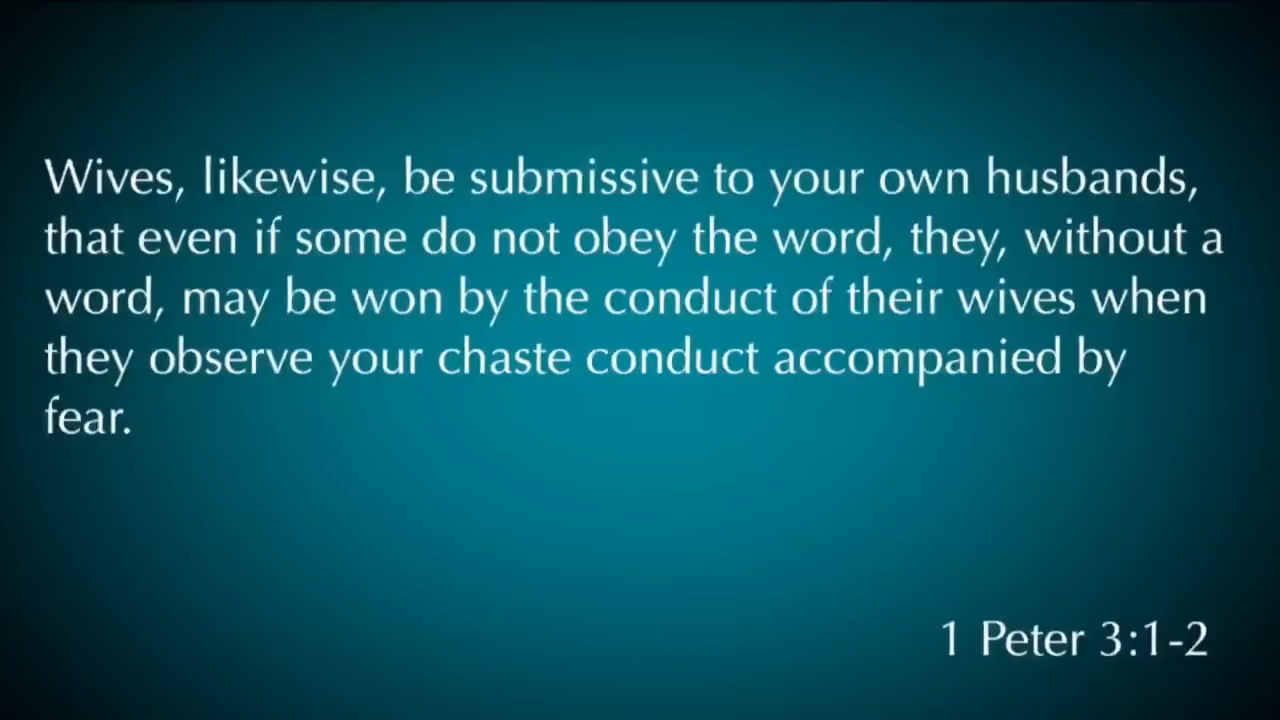 Wives, likewise, be submissive to your own husbands,
that even if some do not obey the word, they, without a
word, may be won by the conduct of their wives when
they observe your chaste conduct accompanied by
fear.
1 Peter 3:1-2